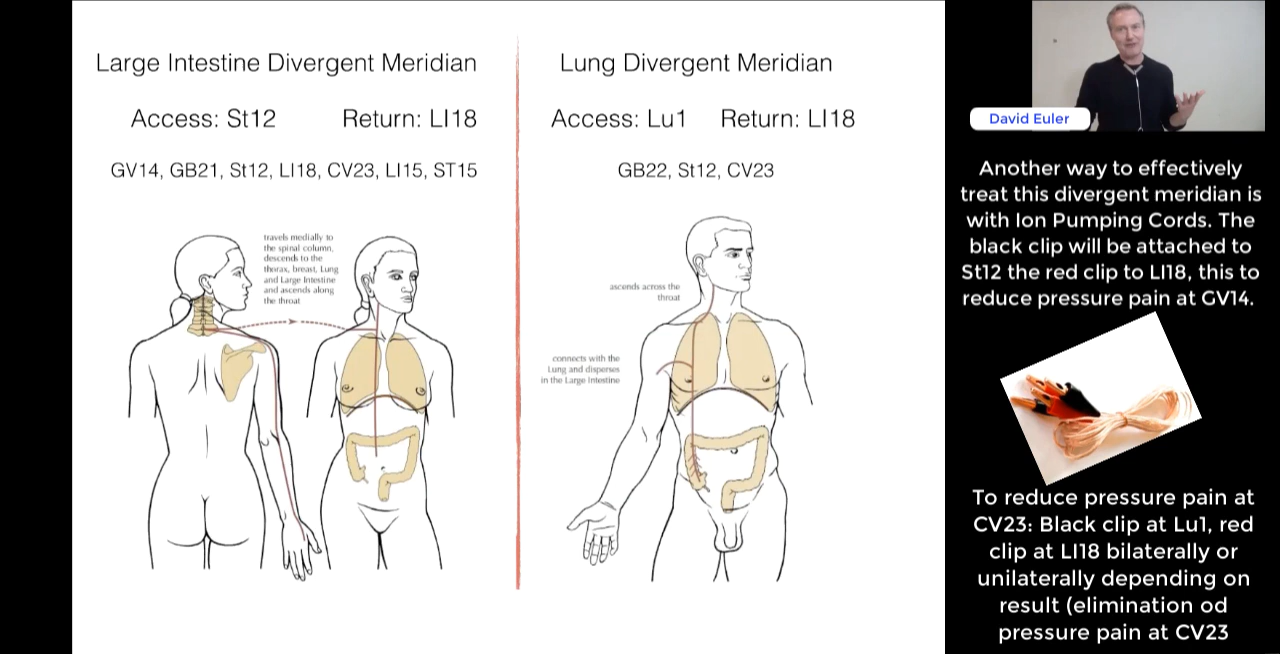 Large Intestine Divergent Meridian
Access: St12 Return: LI18
GV14, GB21, St12, LI18, CV23, LI15, ST15
travels medially to
the spinal column,
descends to the
thorax, breast, Lung
and Large Intestine
and ascends along
the throat
Lung Divergent Meridian
Access: Lu1 Return: LI18
GB22, St12, CV23
ascends across the
throat
connects with the
Lung and disperses
in the Large Intestine
David Euler
Another way to effectively
treat this divergent meridian is
with Ion Pumping Cords. The
black clip will be attached to
St12 the red clip to LI18, this to
reduce pressure pain at GV14.
To reduce pressure pain at
CV23: Black clip at Lu1, red
clip at LI18 bilaterally or
unilaterally depending on
result (elimination od
pressure pain at CV23